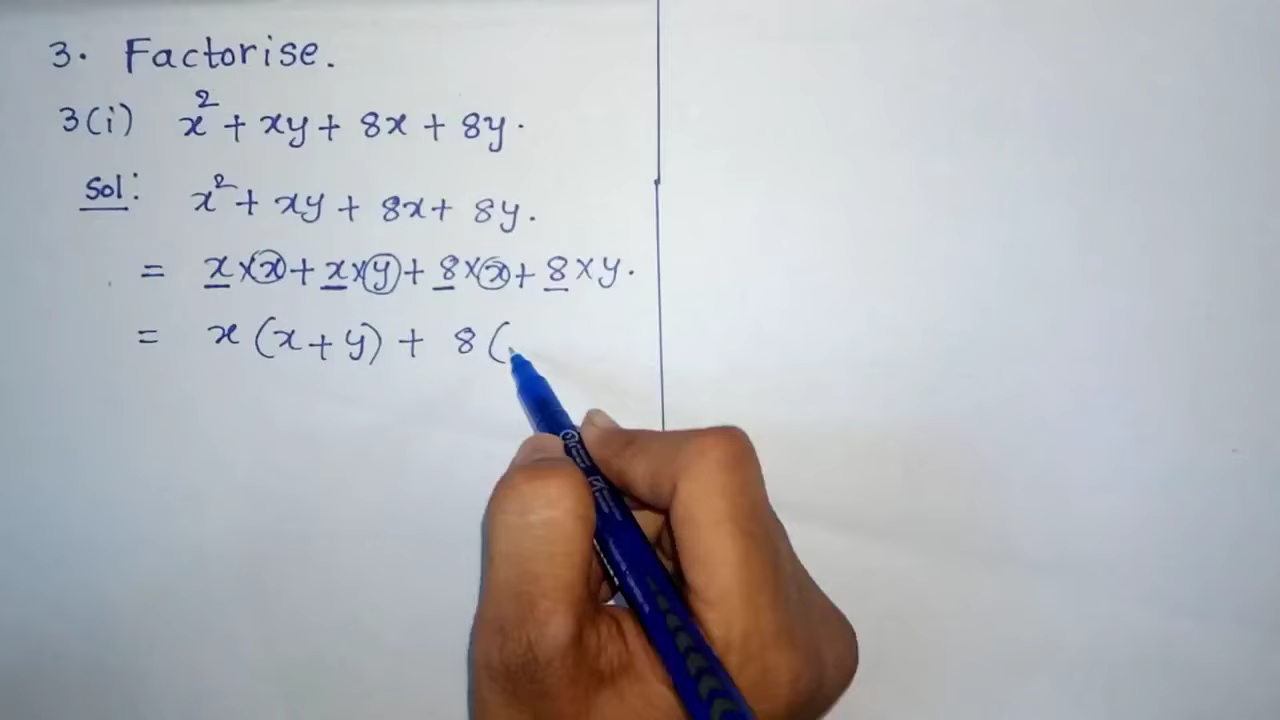 3. Factorise.
3(i) x² + xy + 8x + 8y.
Sol: x² + xy + 8x + 8y.
= x × x + x × y + 8 × x + 8 × y.
= x (x + y) + 8 (